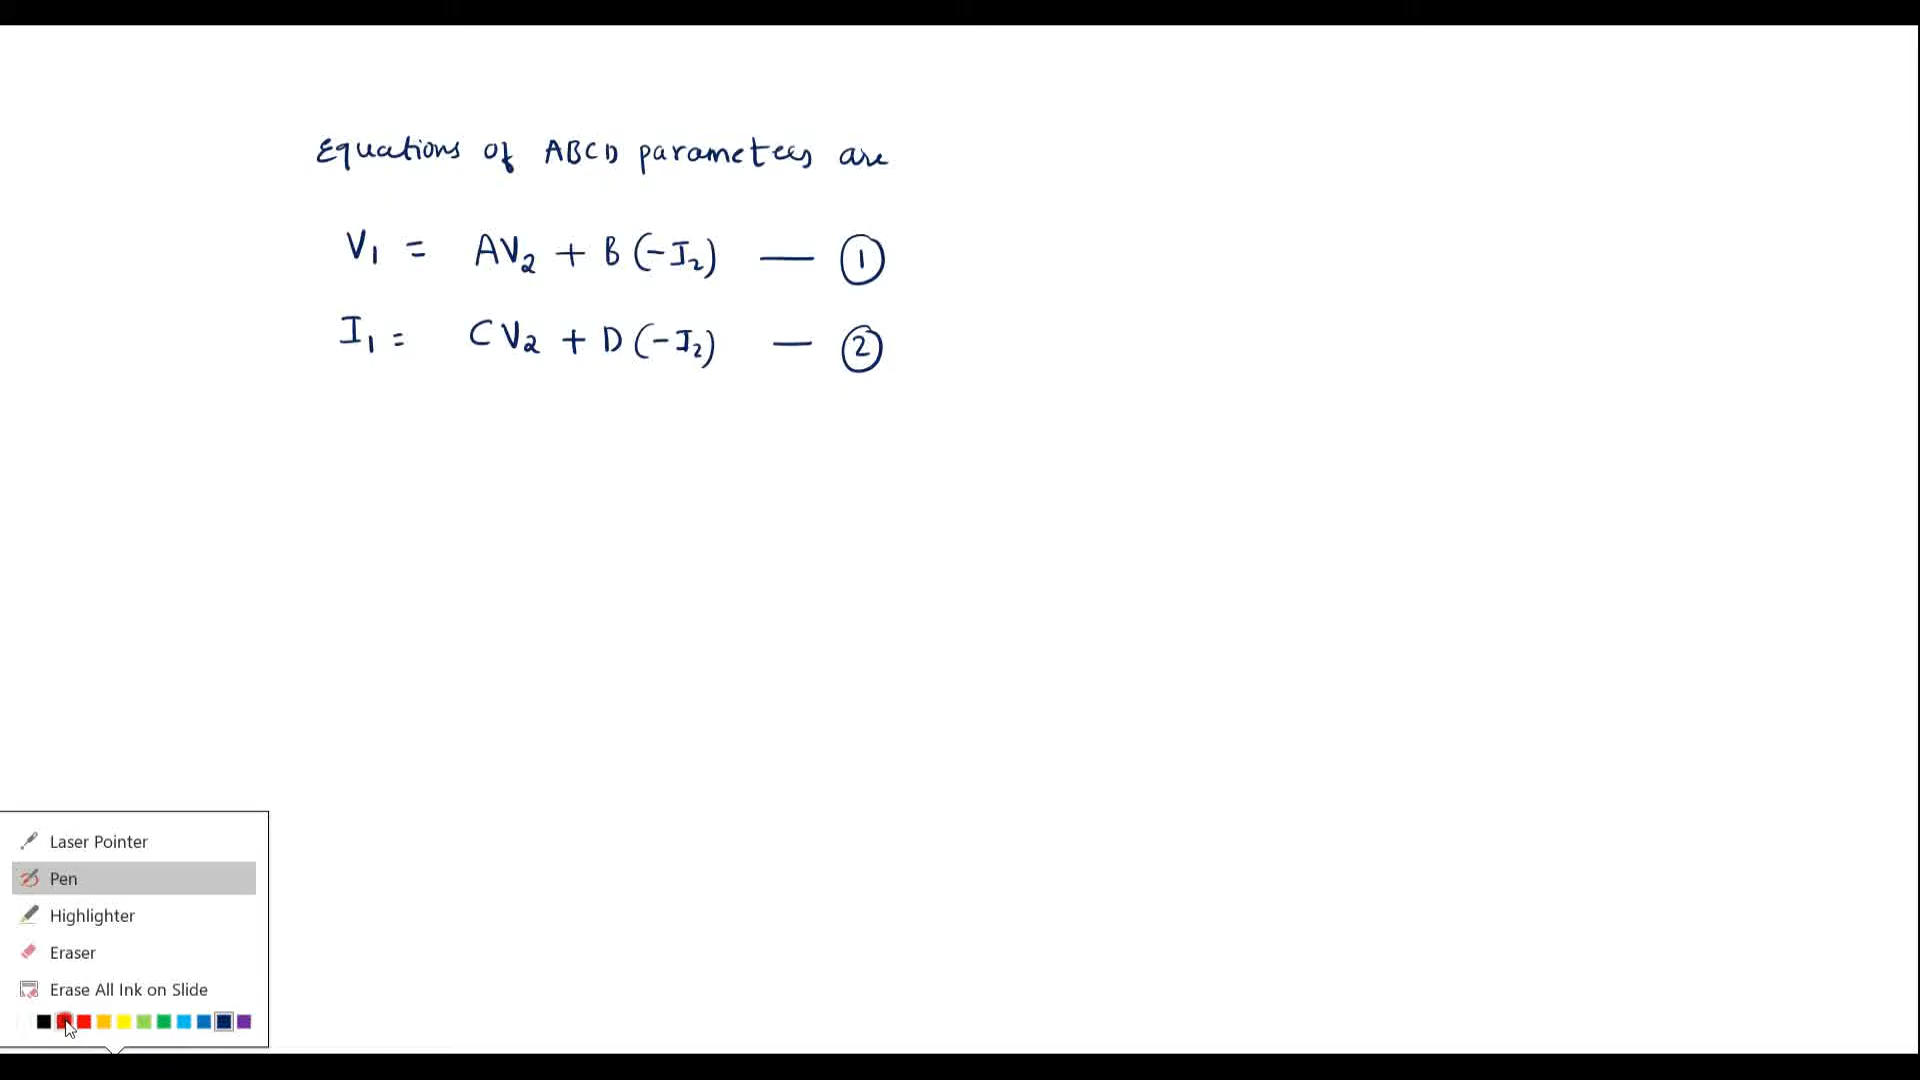 Equations of ABCD parameters are
V₁ = AV₂ + B(-I₂) — ①
I₁ = CV₂ + D(-I₂) — ②
Laser Pointer
Pen
Highlighter
Eraser
Erase All Ink on Slide